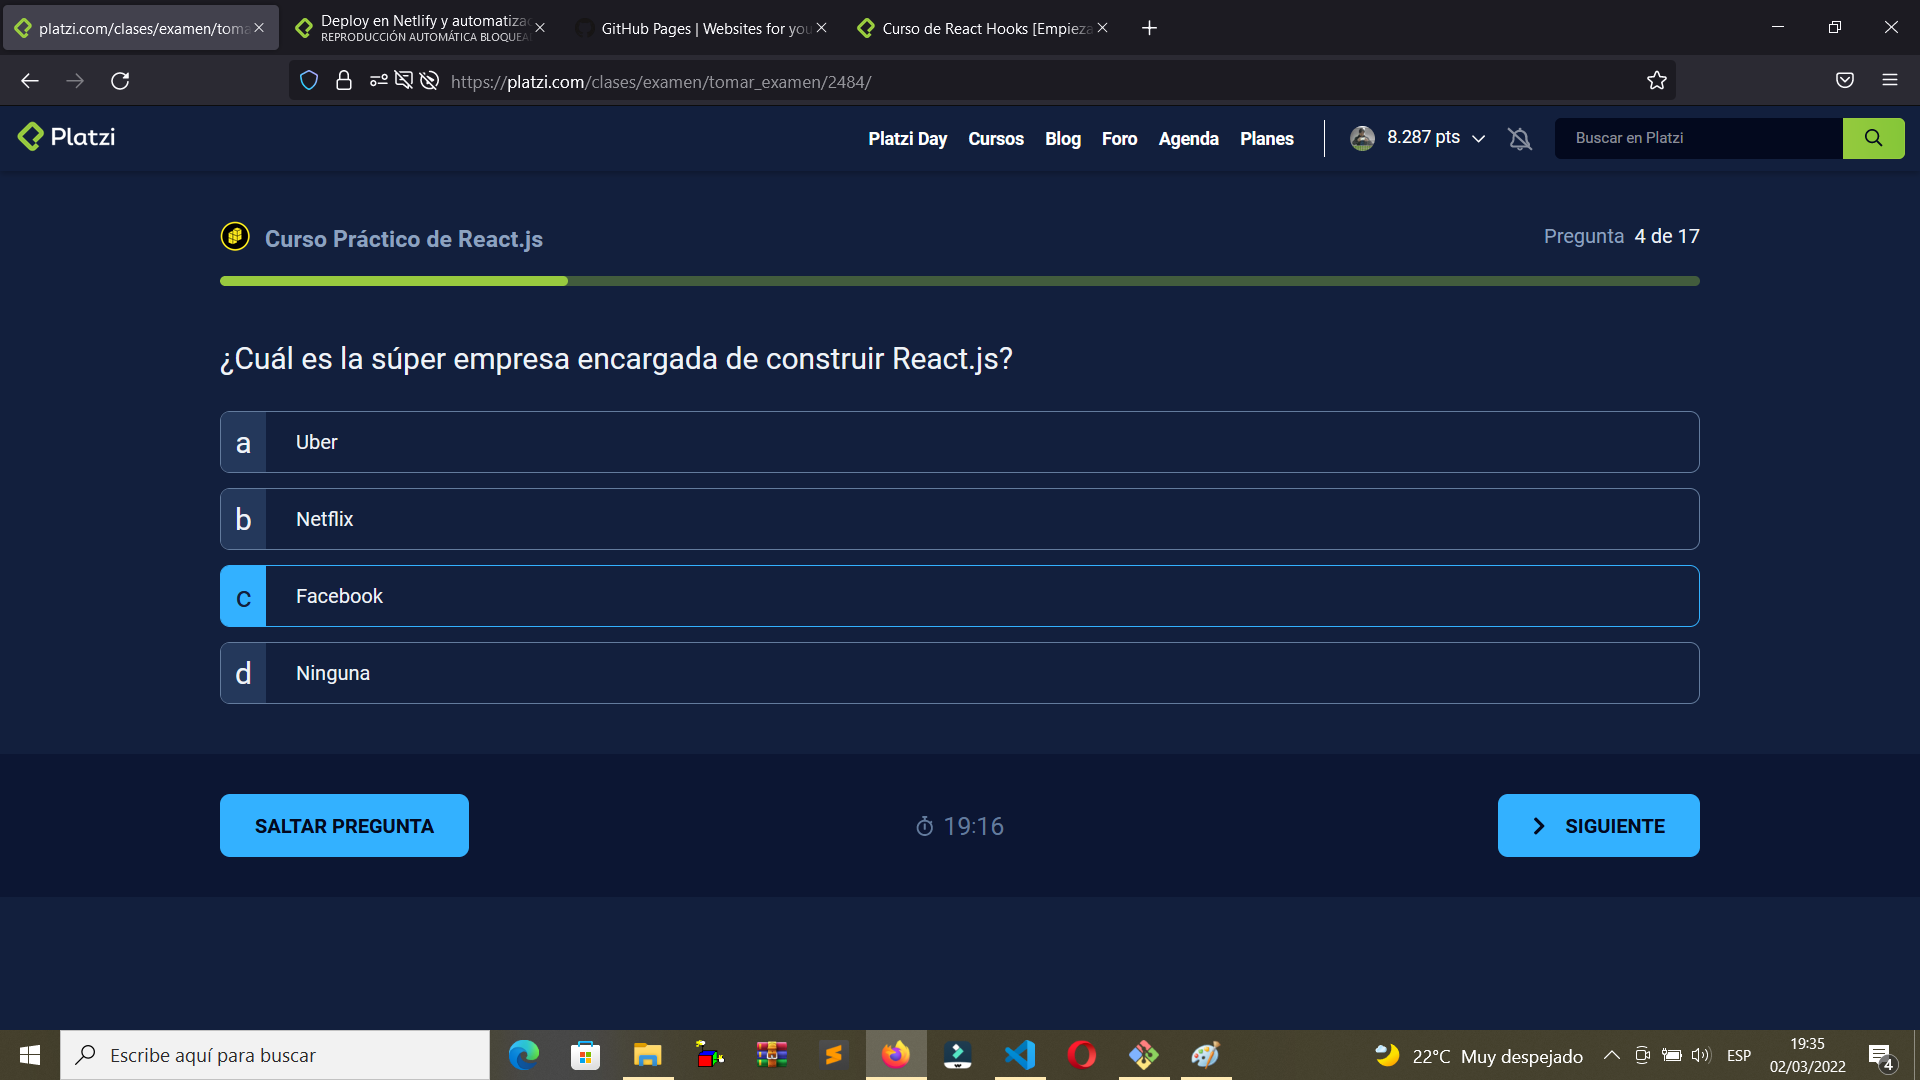 platzi.com/clases/examen/toma
Deploy en Netlify y automatiza
REPRODUCCIÓN AUTOMÁTICA BLOQUEA
GitHub Pages | Websites for you
Curso de React Hooks [Empieza
https://platzi.com/clases/examen/tomar_examen/2484/
Platzi
Platzi Day
Cursos
Blog
Foro
Agenda
Planes
8.287 pts
Buscar en Platzi
Curso Práctico de React.js
Pregunta 4 de 17
¿Cuál es la súper empresa encargada de construir React.js?
a Uber
b Netflix
c Facebook
d Ninguna
SALTAR PREGUNTA
19:16
SIGUIENTE
Escribe aquí para buscar
22°C Muy despejado
ESP
19:35
02/03/2022
4